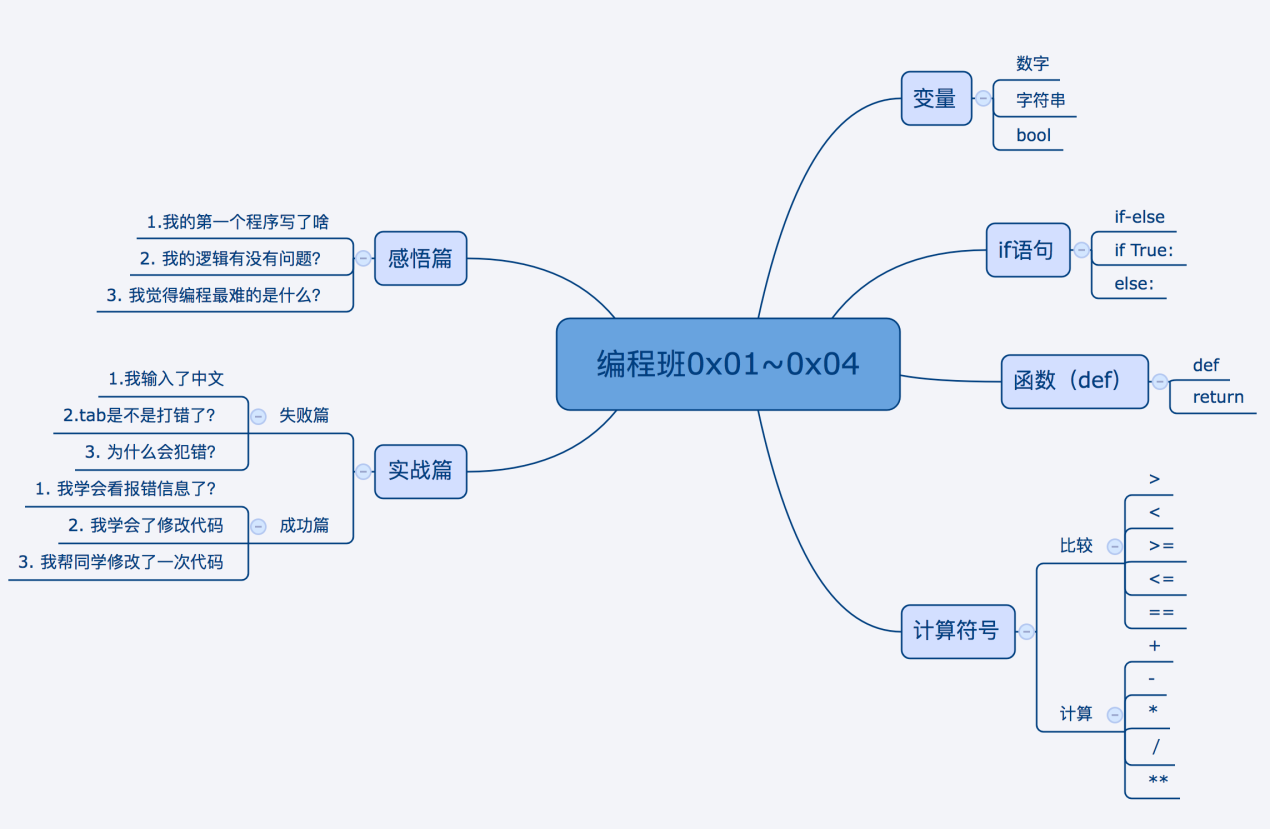 编程班0x01~0x04
变量
数字
字符串
bool
if语句
if-else
if True:
else:
函数（def）
def
return
计算符号
比较
>
<
>=
<=
==
计算
+
-
*
/
**
感悟篇
1.我的第一个程序写了啥
2. 我的逻辑有没有问题?
3. 我觉得编程最难的是什么?
实战篇
失败篇
1.我输入了中文
2.tab是不是打错了?
3. 为什么会犯错?
成功篇
1. 我学会看报错信息了?
2. 我学会了修改代码
3. 我帮同学修改了一次代码